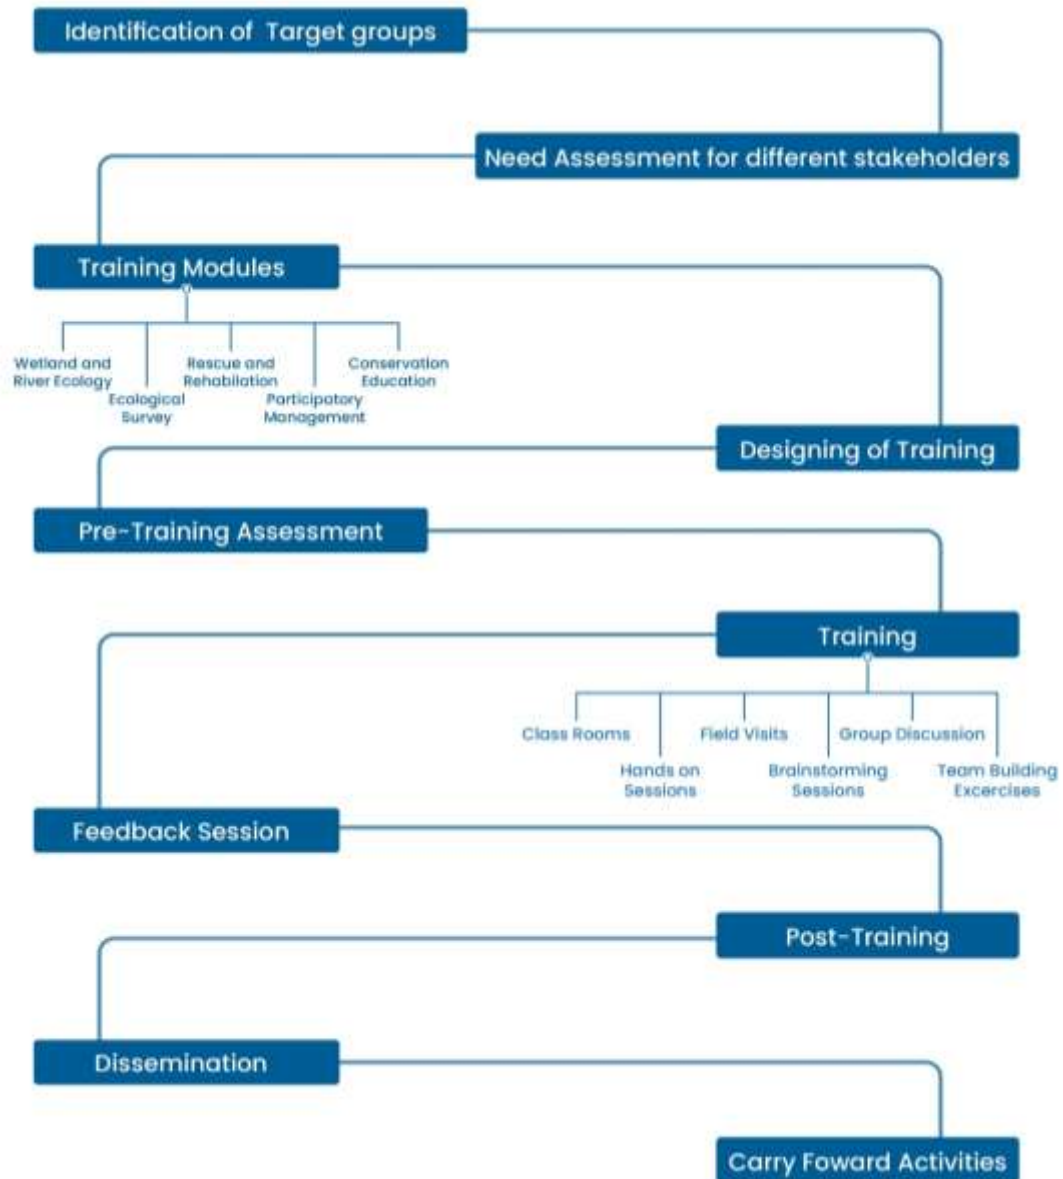 Identification of Target groups
Need Assessment for different stakeholders
Training Modules
Wetland and
River Ecology
Ecological
Survey
Rescue and
Rehabilation
Participatory
Management
Conservation
Education
Designing of Training
Pre-Training Assessment
Training
Class Rooms
Hands on
Sessions
Field Visits
Brainstorming
Sessions
Group Discussion
Team Building
Excercises
Feedback Session
Post-Training
Dissemination
Carry Foward Activities